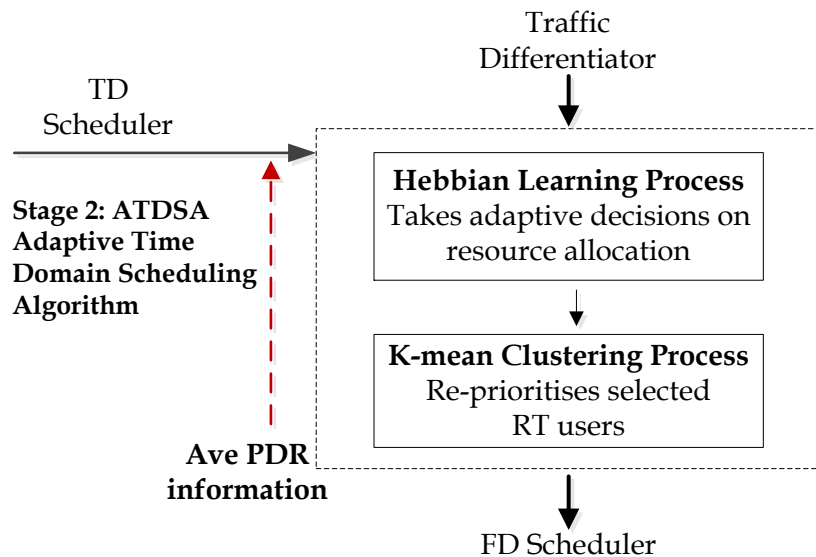 Traffic
Differentiator
TD
Scheduler
Stage 2: ATDSA
Adaptive Time
Domain Scheduling
Algorithm
Ave PDR
information
Hebbian Learning Process
Takes adaptive decisions on
resource allocation
K-mean Clustering Process
Re-prioritises selected
RT users
FD Scheduler